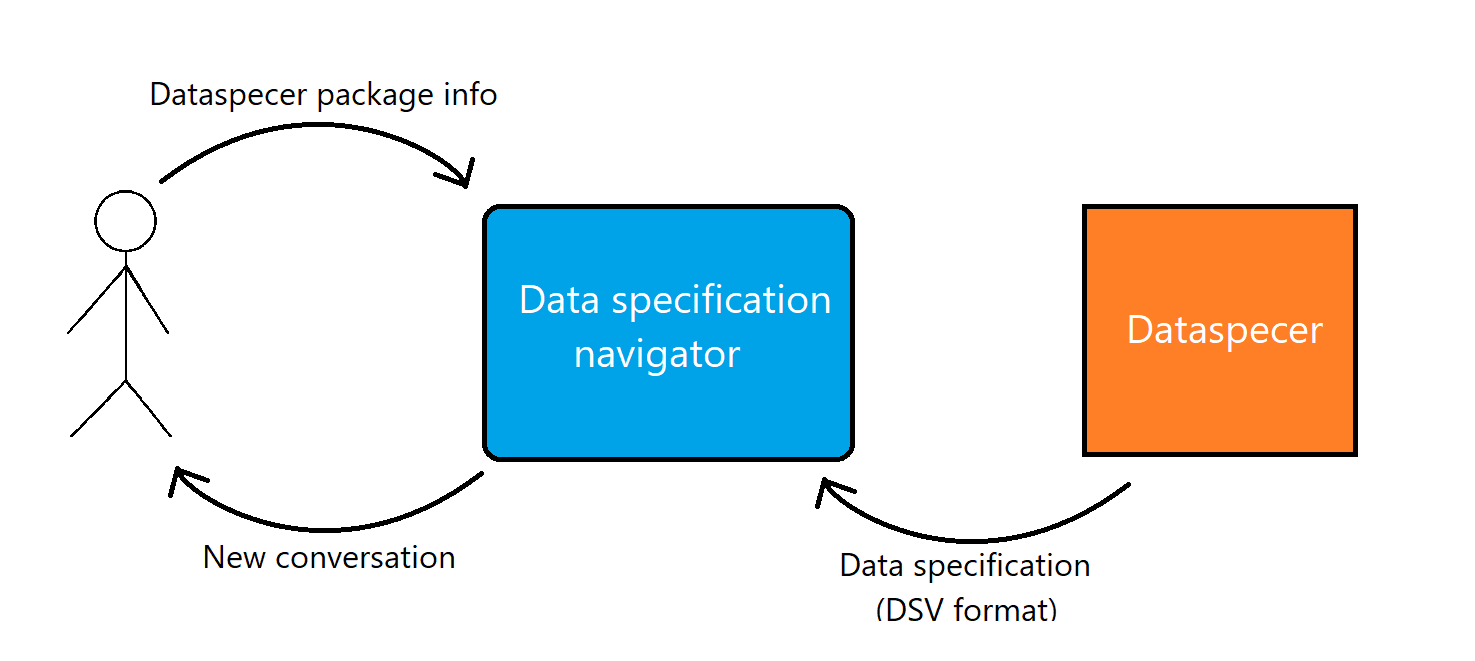 Dataspecer package info
Data specification
navigator
Dataspecer
New conversation
Data specification
(DSV format)